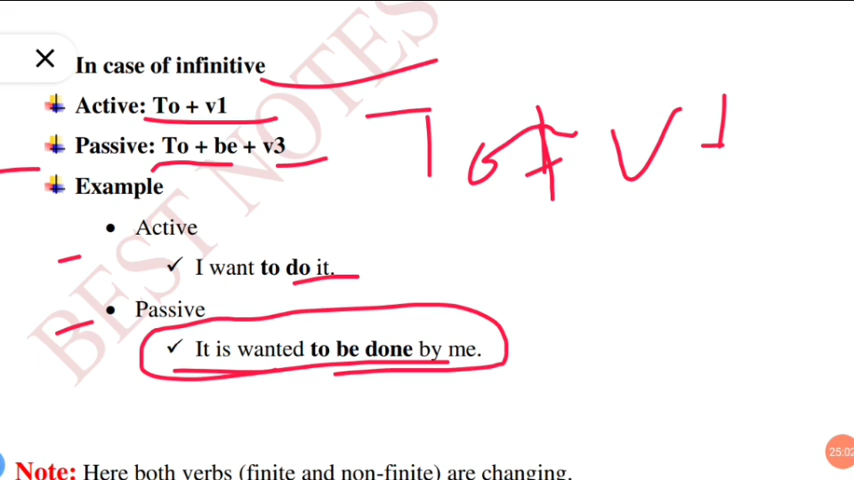 In case of infinitive
Active: To + v1
Passive: To + be + v3
To + V1
Example
Active
✓ I want to do it.
Passive
✓ It is wanted to be done by me.
Note: Here both verbs (finite and non-finite) are changing.
BEST NOTES
25:02